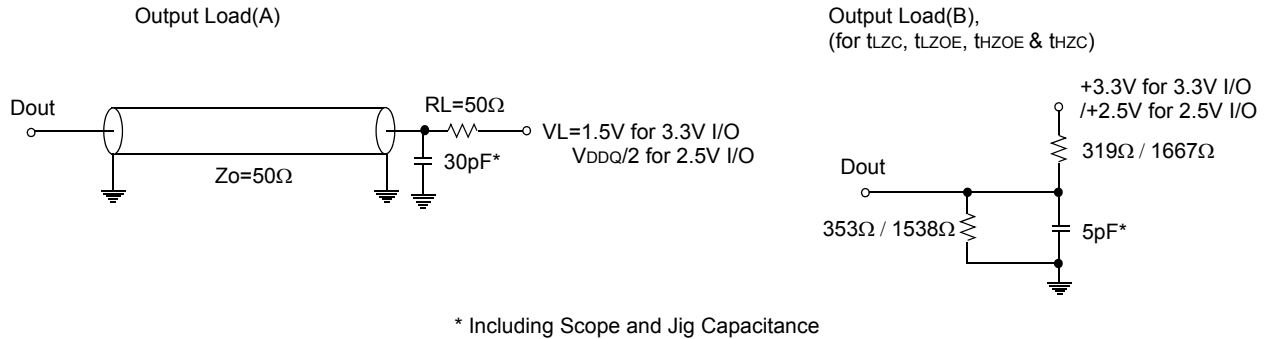 Output Load(A)
Dout
Zo=50Ω
RL=50Ω
30pF*
VL=1.5V for 3.3V I/O
VDDQ/2 for 2.5V I/O
Output Load(B),
(for tLZC, tLZOE, tHZOE & tHZC)
+3.3V for 3.3V I/O
/+2.5V for 2.5V I/O
319Ω / 1667Ω
Dout
353Ω / 1538Ω
5pF*
* Including Scope and Jig Capacitance